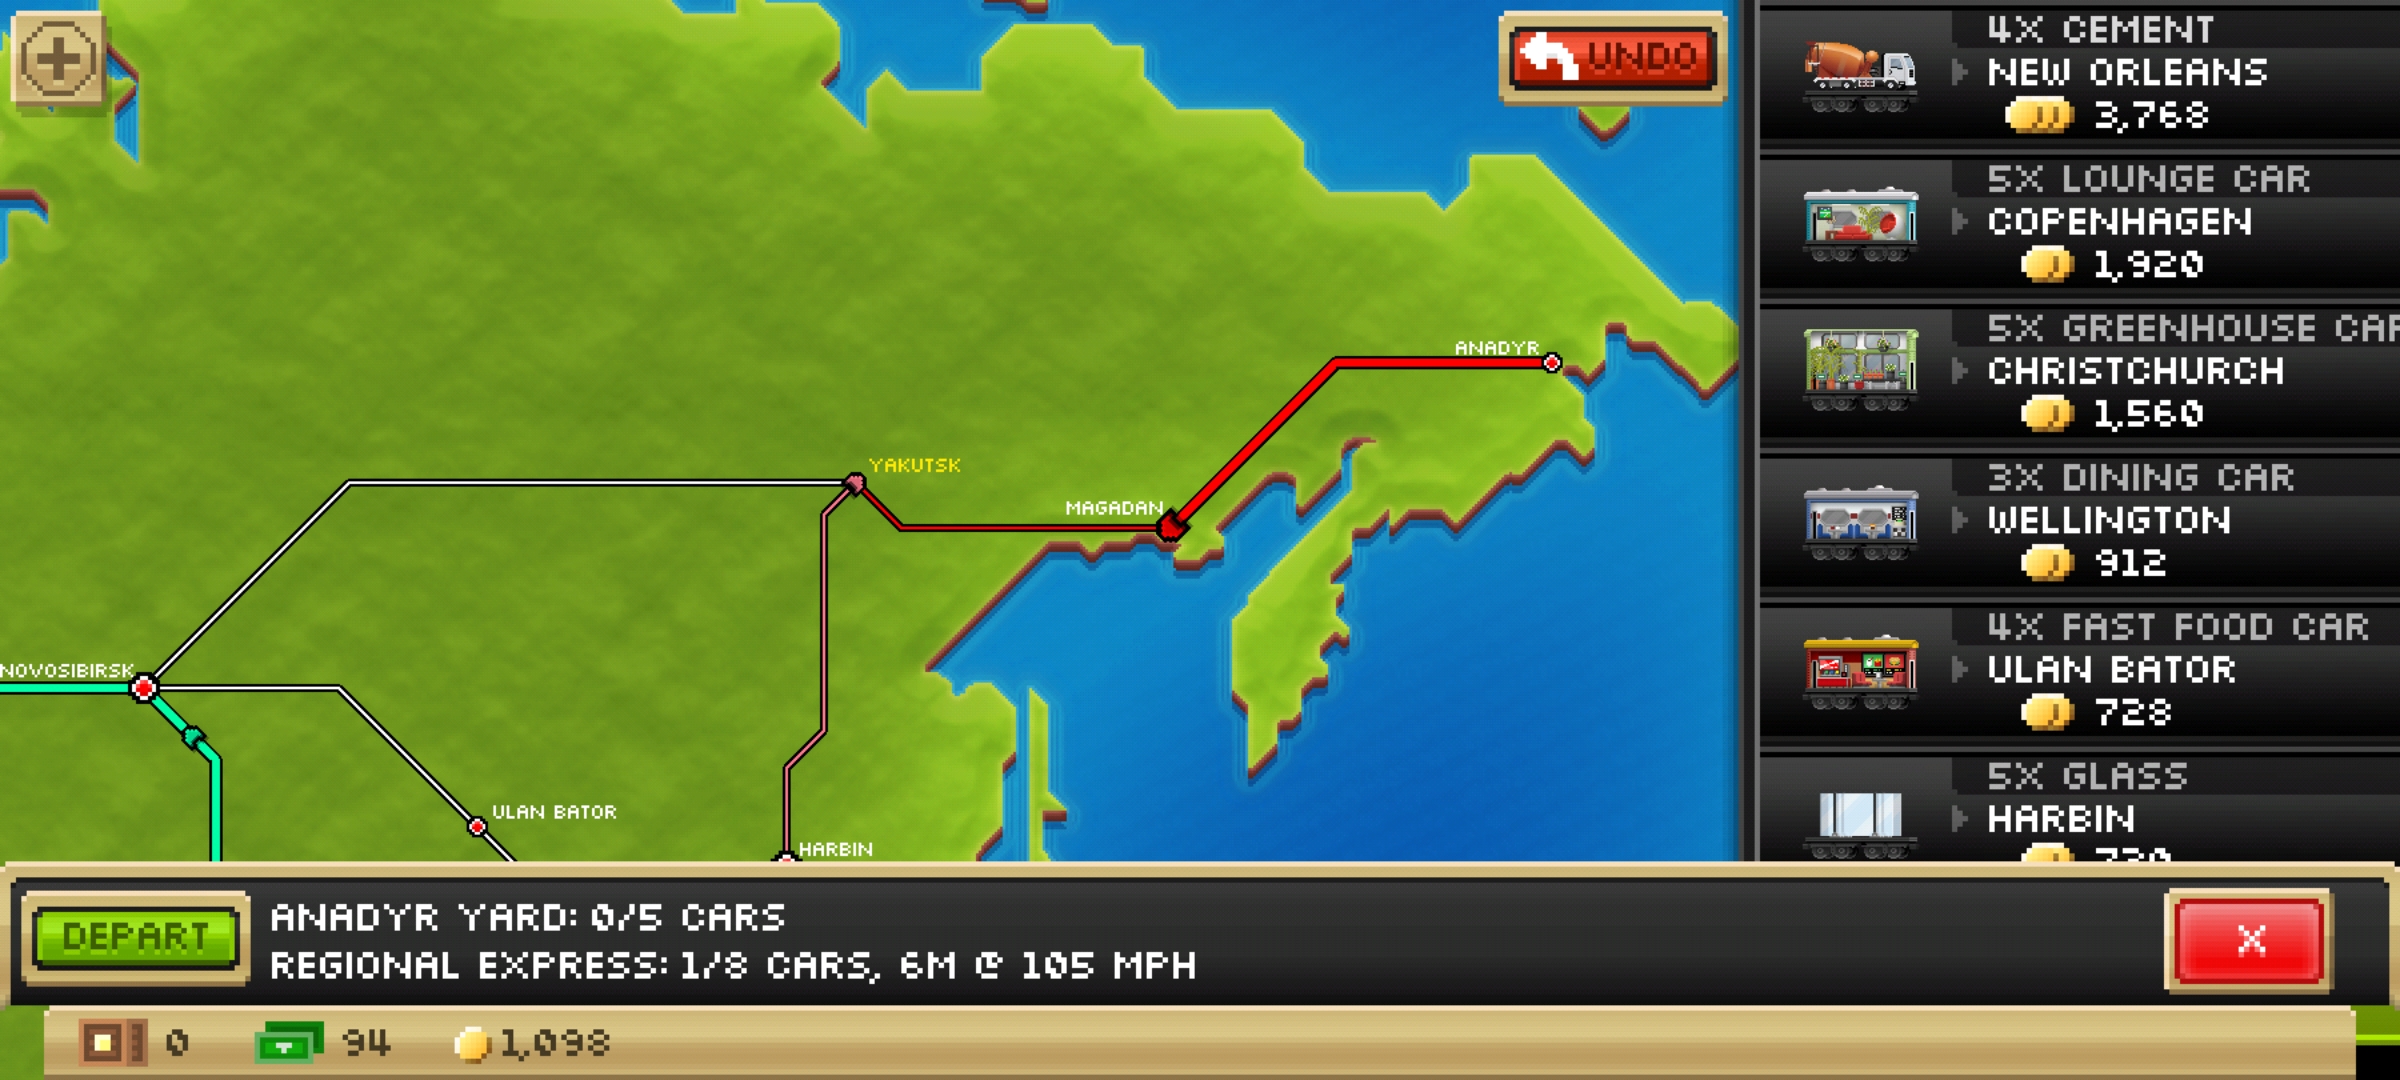 UNDO
ANADYR
YAKUTSK
MAGADAN
NOVOSIBIRSK
ULAN BATOR
HARBIN
4X CEMENT
NEW ORLEANS
3,768
5X LOUNGE CAR
COPENHAGEN
1,920
5X GREENHOUSE CAR
CHRISTCHURCH
1,560
3X DINING CAR
WELLINGTON
912
4X FAST FOOD CAR
ULAN BATOR
728
5X GLASS
HARBIN
DEPART
ANADYR YARD: 0/5 CARS
REGIONAL EXPRESS: 1/8 CARS, 6M @ 105 MPH
X
0
94
1,098